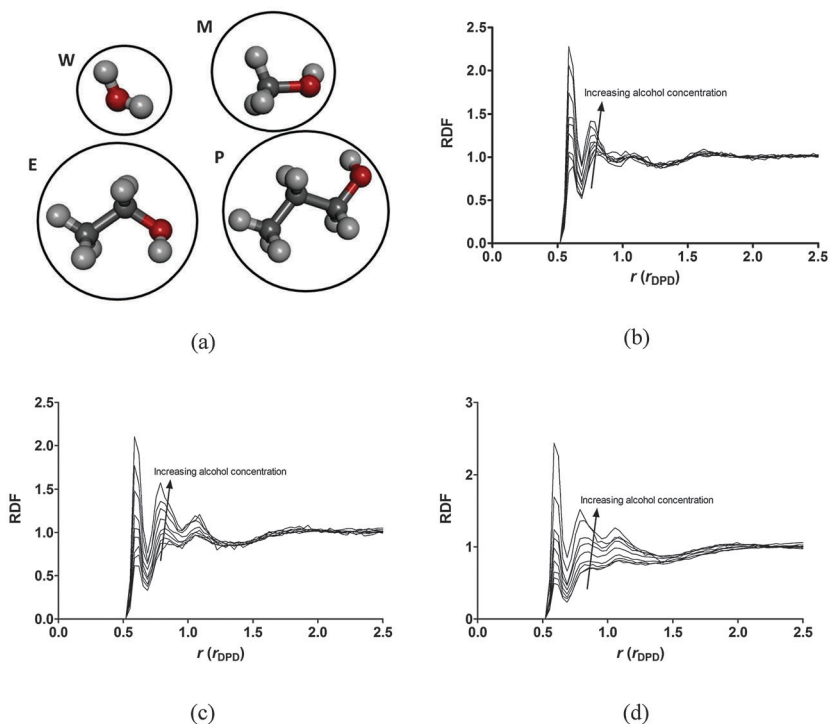 W
M
E
P
(a)
2.5
2.0
1.5
1.0
0.5
0.0
RDF
Increasing alcohol concentration
0.0 0.5 1.0 1.5 2.0 2.5
r (rDPD)
(b)
2.5
2.0
1.5
1.0
0.5
0.0
RDF
Increasing alcohol concentration
0.0 0.5 1.0 1.5 2.0 2.5
r (rDPD)
(c)
3
2
1
0
RDF
Increasing alcohol concentration
0.0 0.5 1.0 1.5 2.0 2.5
r (rDPD)
(d)